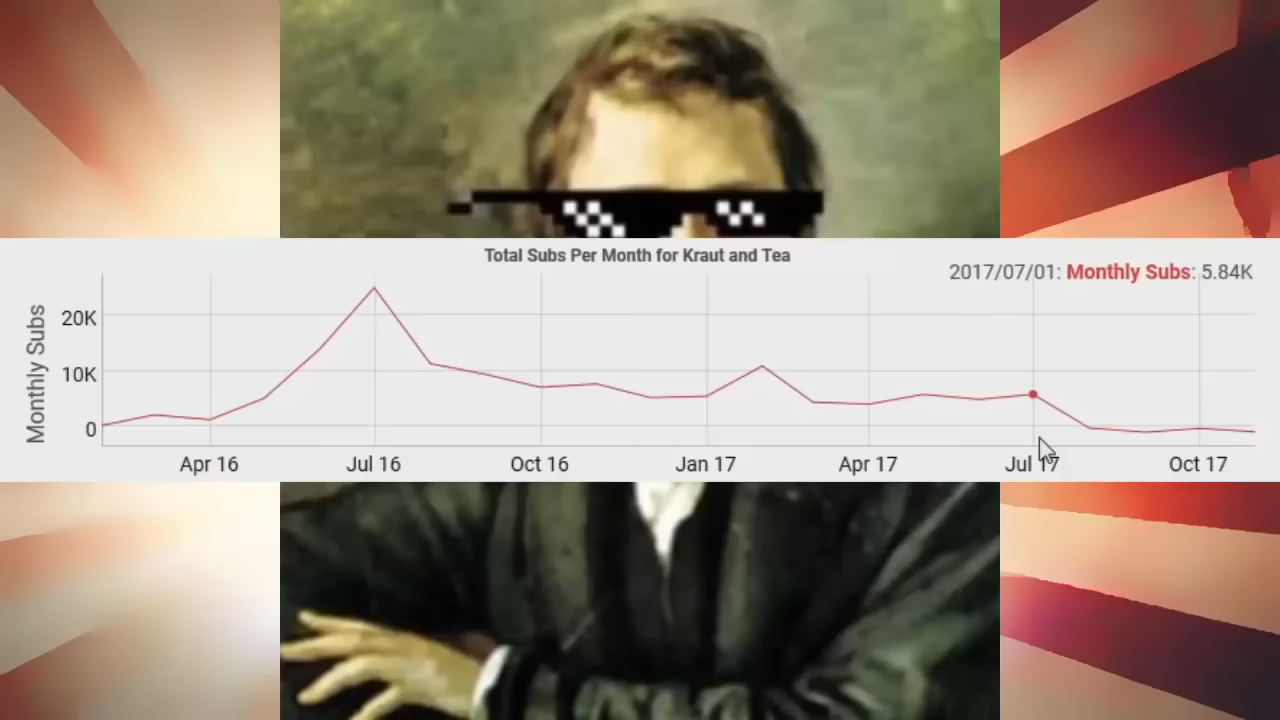 Total Subs Per Month for Kraut and Tea
2017/07/01: Monthly Subs: 5.84K
Monthly Subs
20K
10K
0
Apr 16
Jul 16
Oct 16
Jan 17
Apr 17
Jul 17
Oct 17